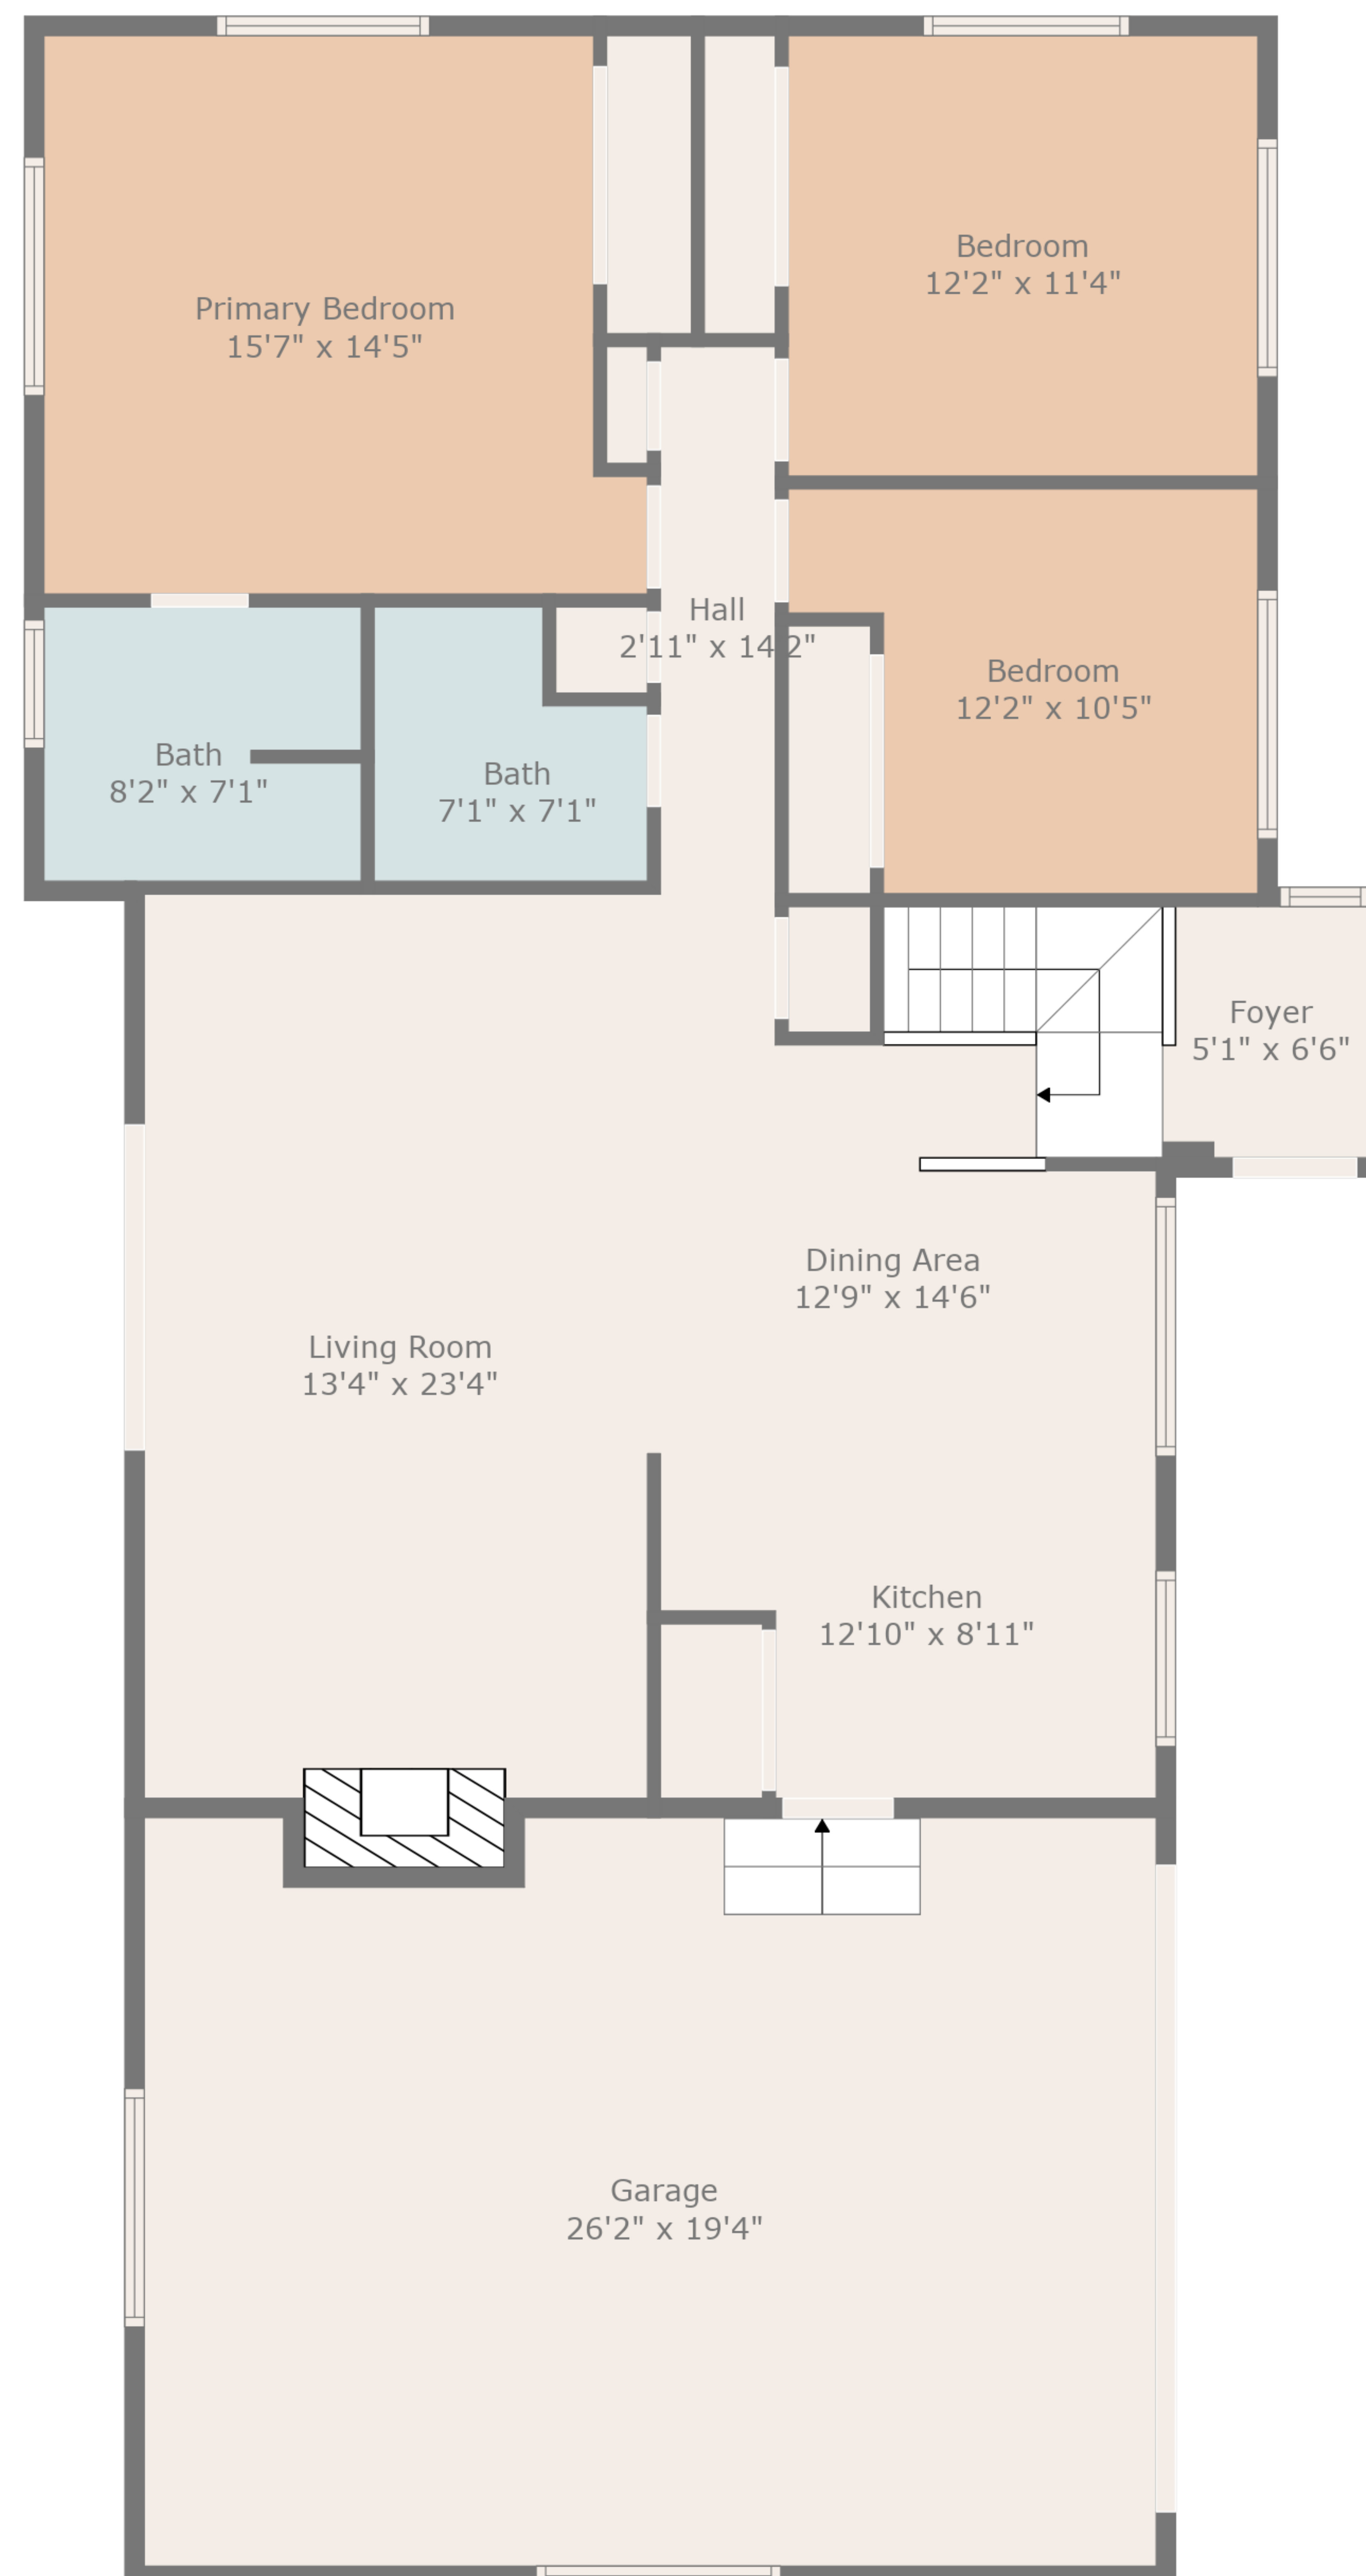 Primary Bedroom
15'7" x 14'5"
Bedroom
12'2" x 11'4"
Hall
2'11" x 14'2"
Bedroom
12'2" x 10'5"
Bath
8'2" x 7'1"
Bath
7'1" x 7'1"
Foyer
5'1" x 6'6"
Dining Area
12'9" x 14'6"
Living Room
13'4" x 23'4"
Kitchen
12'10" x 8'11"
Garage
26'2" x 19'4"